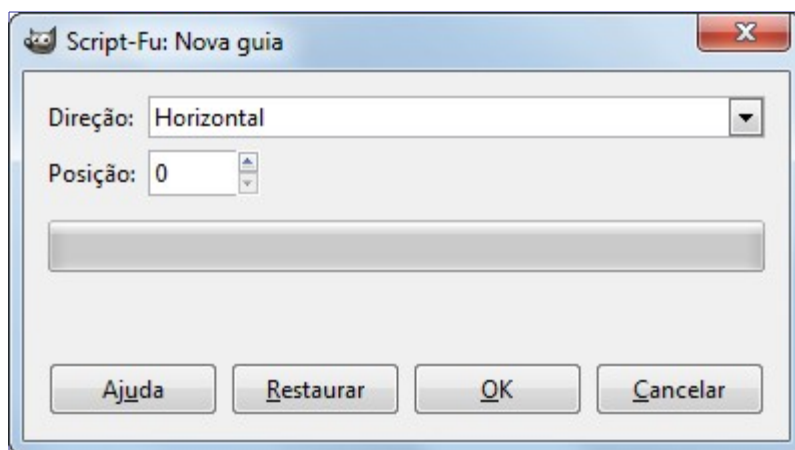 Script-Fu: Nova guia
Direção: Horizontal
Posição: 0
Ajuda Restaurar OK Cancelar